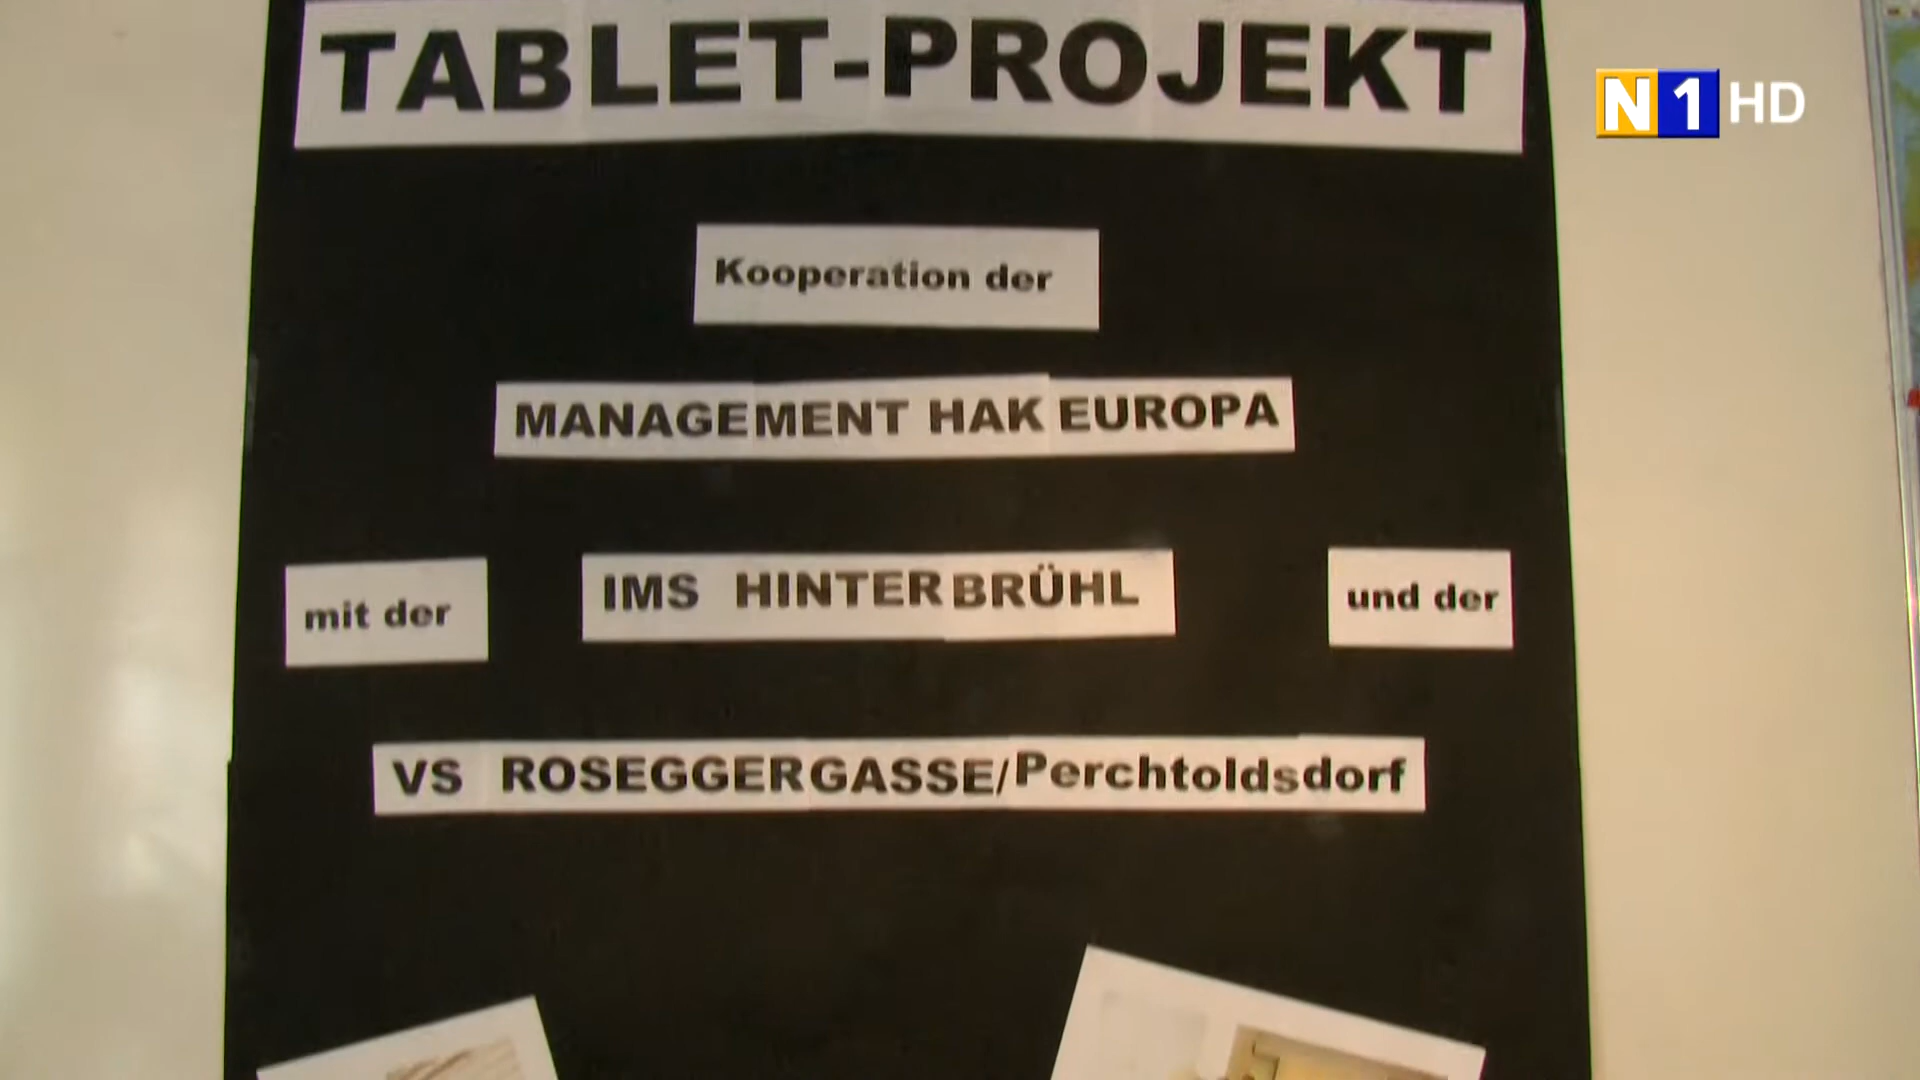 TABLET-PROJEKT
N1 HD
Kooperation der
MANAGEMENT HAK EUROPA
mit der IMS HINTERBRÜHL und der
VS ROSEGGERGASSE/Perchtoldsdorf